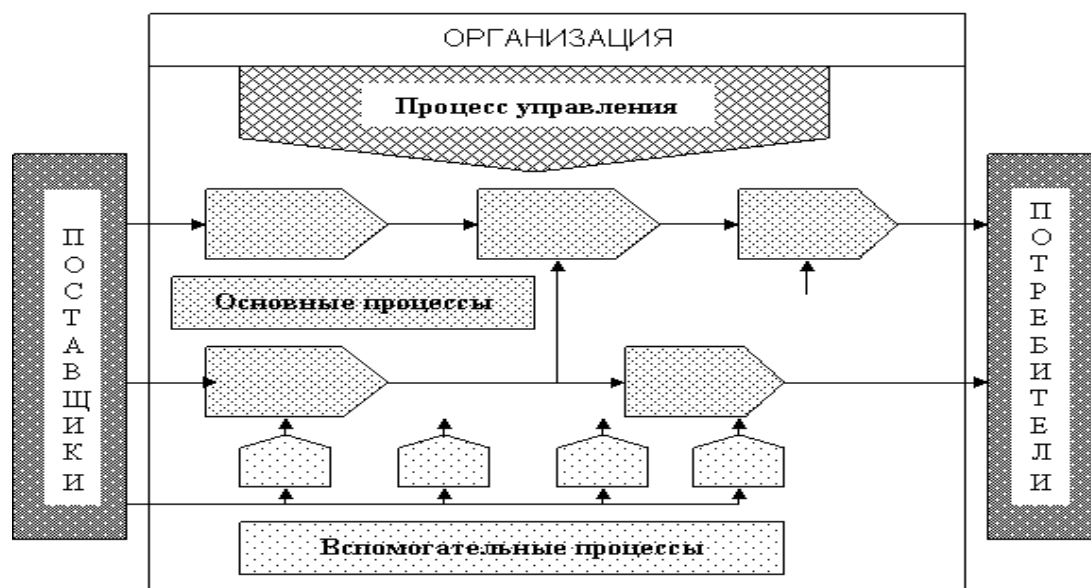 ОРГАНИЗАЦИЯ
Процесс управления
ПОСТАВЩИКИ
Основные процессы
Вспомогательные процессы
ПОТРЕБИТЕЛИ